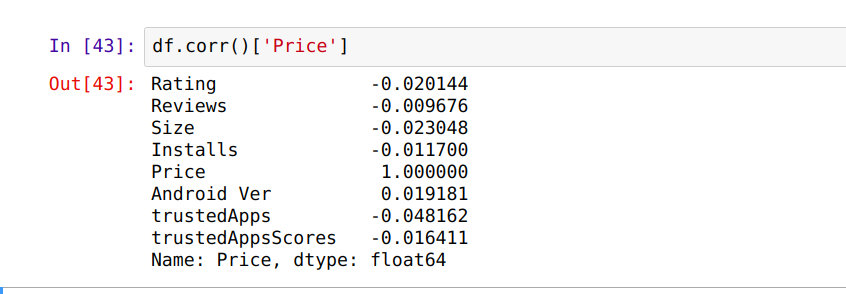 In [43]: df.corr()['Price']
Out[43]: Rating -0.020144
Reviews -0.009676
Size -0.023048
Installs -0.011700
Price 1.000000
Android Ver 0.019181
trustedApps -0.048162
trustedAppsScores -0.016411
Name: Price, dtype: float64